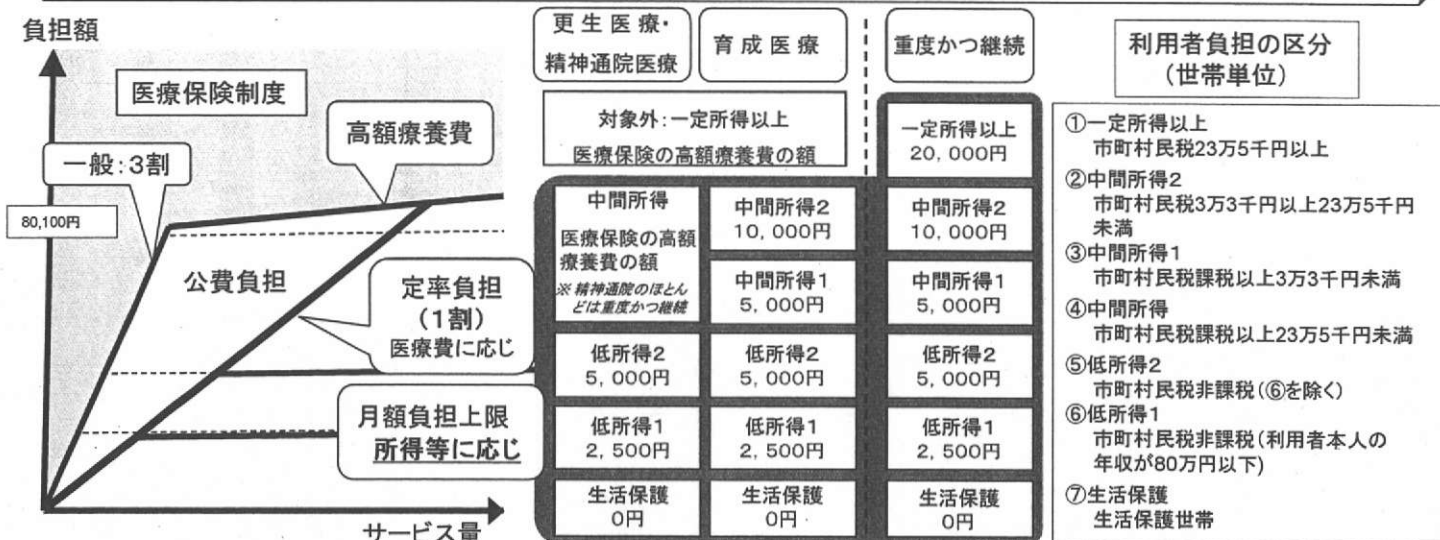 負担額
医療保険制度
高額療養費
一般：3割
80,100円
公費負担
定率負担
（1割）
医療費に応じ
月額負担上限
所得等に応じ
サービス量
更生医療・
精神通院医療
育成医療
重度かつ継続
対象外：一定所得以上
医療保険の高額療養費の額
一定所得以上
20,000円
中間所得
医療保険の高額
療養費の額
※精神通院のほとん
どは重度かつ継続
中間所得2
10,000円
中間所得1
5,000円
中間所得2
10,000円
中間所得1
5,000円
低所得2
5,000円
低所得2
5,000円
低所得2
5,000円
低所得1
2,500円
低所得1
2,500円
低所得1
2,500円
生活保護
0円
生活保護
0円
生活保護
0円
利用者負担の区分
（世帯単位）
①一定所得以上
市町村民税23万5千円以上
②中間所得2
市町村民税3万3千円以上23万5千円
未満
③中間所得1
市町村民税課税以上3万3千円未満
④中間所得
市町村民税課税以上23万5千円未満
⑤低所得2
市町村民税非課税（⑥を除く）
⑥低所得1
市町村民税非課税（利用者本人の
年収が80万円以下）
⑦生活保護
生活保護世帯